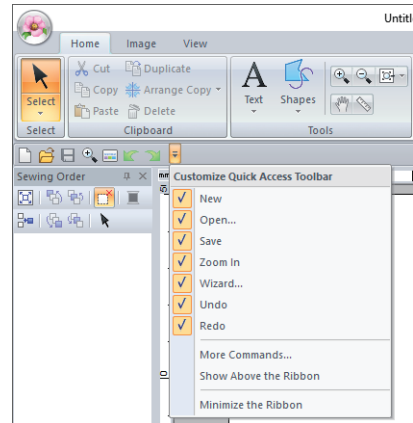 Untitl
Home Image View
Select
Select
Cut Duplicate
Copy Arrange Copy
Paste Delete
Clipboard
Text Shapes
Tools
Sewing Order
mm
Customize Quick Access Toolbar
New
Open...
Save
Zoom In
Wizard...
Undo
Redo
More Commands...
Show Above the Ribbon
Minimize the Ribbon